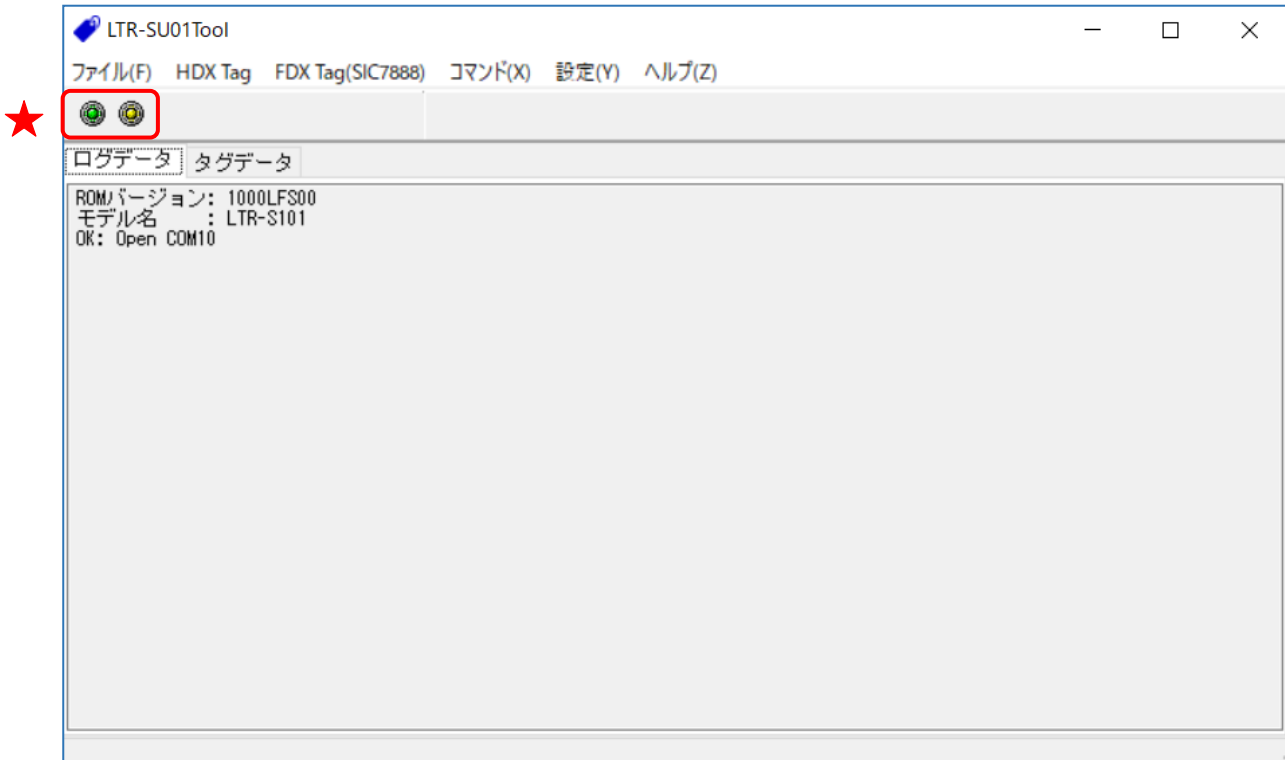 LTR-SU01Tool
ファイル(F) HDX Tag FDX Tag(SIC7888) コマンド(X) 設定(Y) ヘルプ(Z)
ログデータ タグデータ
ROMバージョン: 1000LFS00
モデル名 : LTR-S101
OK: Open COM10